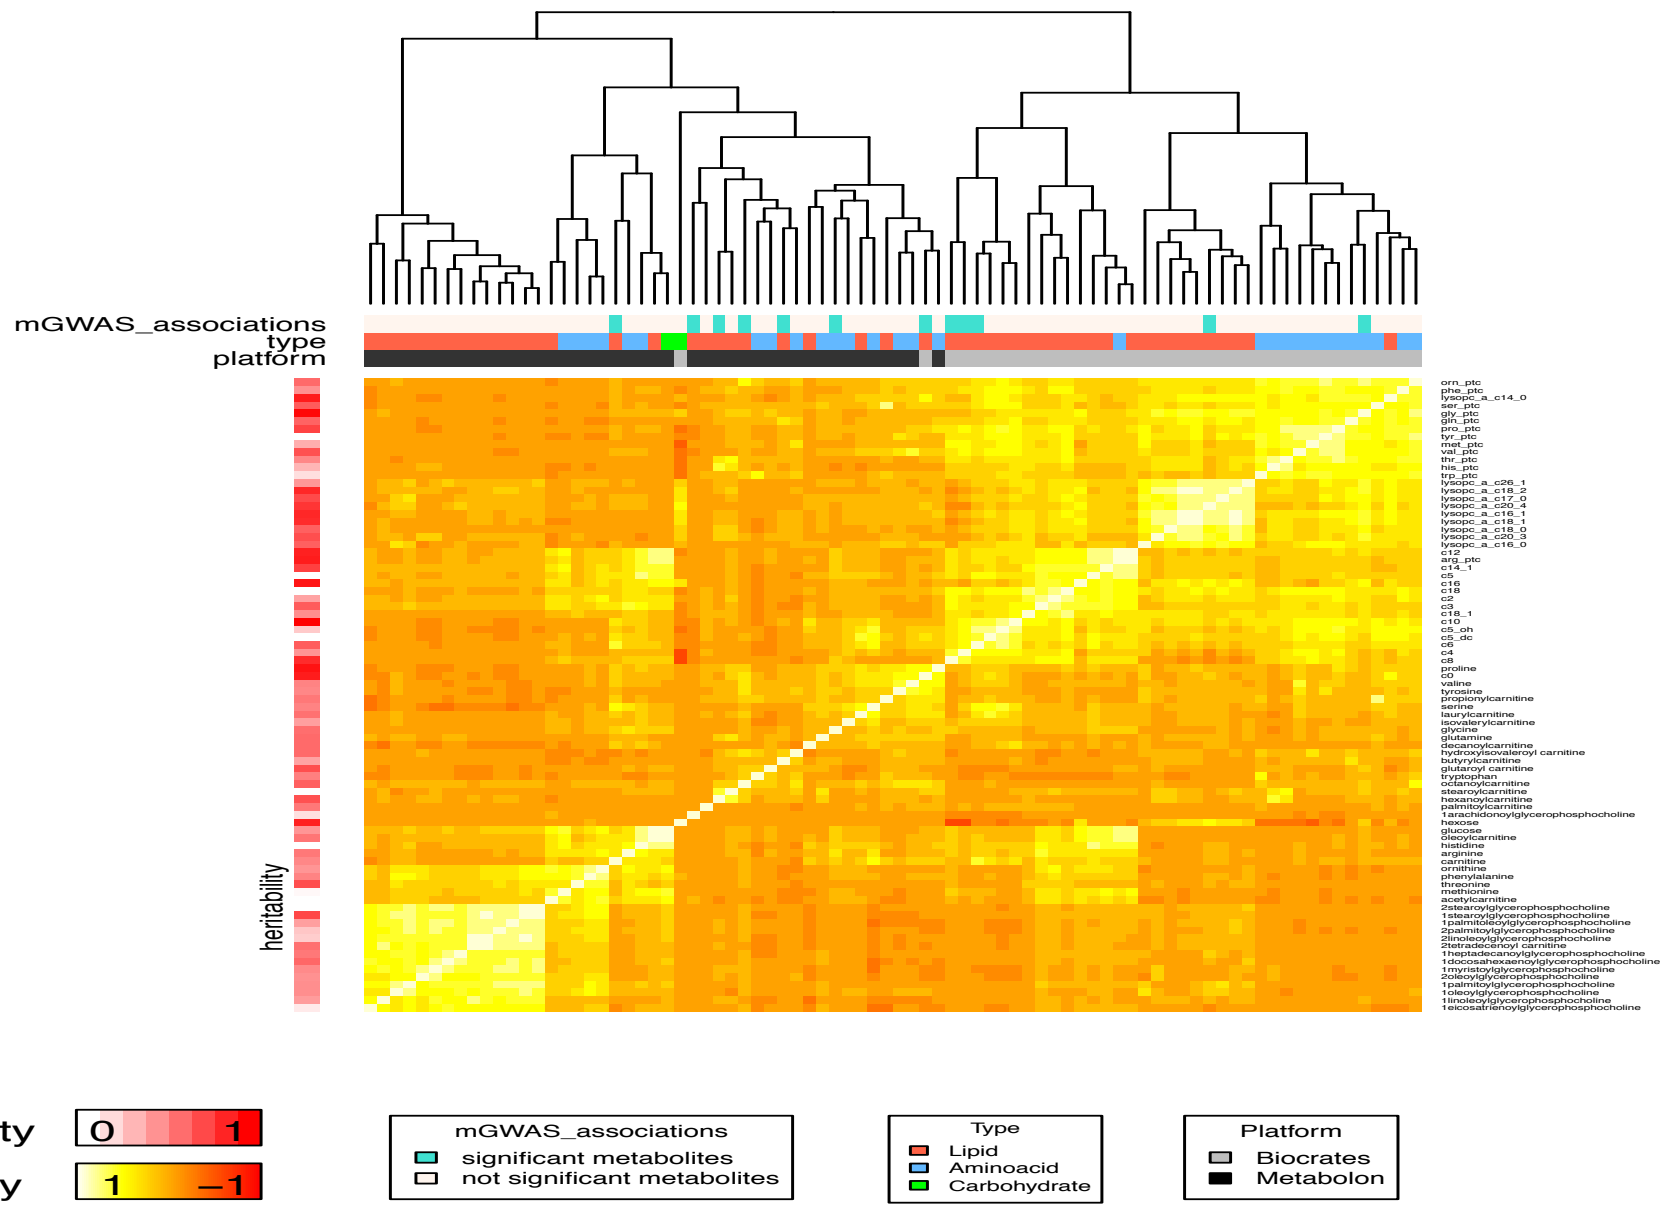 mGWAS_associations
type
platform
orn_ptc
phe_ptc
lysopc_a_c14_0
ser_ptc
gly_ptc
gln_ptc
pro_ptc
tyr_ptc
met_ptc
val_ptc
thr_ptc
his_ptc
trp_ptc
lysopc_a_c26_1
lysopc_a_c18_2
lysopc_a_c17_0
lysopc_a_c20_4
lysopc_a_c16_1
lysopc_a_c18_1
lysopc_a_c18_0
lysopc_a_c20_3
lysopc_a_c16_0
c12
arg_ptc
c14_1
c5
c16
c18
c2
c3
c18_1
c10
c5_oh
c5_dc
c6
c4
c8
proline
c0
valine
tyrosine
propionylcarnitine
serine
laurylcarnitine
isovalerylcarnitine
glycine
glutamine
decanoylcarnitine
hydroxyisovaleroyl carnitine
butyrylcarnitine
glutaroyl carnitine
tryptophan
octanoylcarnitine
stearoylcarnitine
hexanoylcarnitine
palmitoylcarnitine
1arachidonoylglycerophosphocholine
hexose
glucose
oleoylcarnitine
histidine
arginine
carnitine
ornithine
phenylalanine
threonine
methionine
acetylcarnitine
2stearoylglycerophosphocholine
1stearoylglycerophosphocholine
1palmitoleoylglycerophosphocholine
2palmitoylglycerophosphocholine
2linoleoylglycerophosphocholine
2tetradecenoyl carnitine
1heptadecanoylglycerophosphocholine
1docosahexaenoylglycerophosphocholine
1myristoylglycerophosphocholine
2oleoylglycerophosphocholine
1palmitoylglycerophosphocholine
1oleoylglycerophosphocholine
1linoleoylglycerophosphocholine
1eicosatrienoylglycerophosphocholine
heritability
ty
0 1
y
1 −1
mGWAS_associations
significant metabolites
not significant metabolites
Type
Lipid
Aminoacid
Carbohydrate
Platform
Biocrates
Metabolon